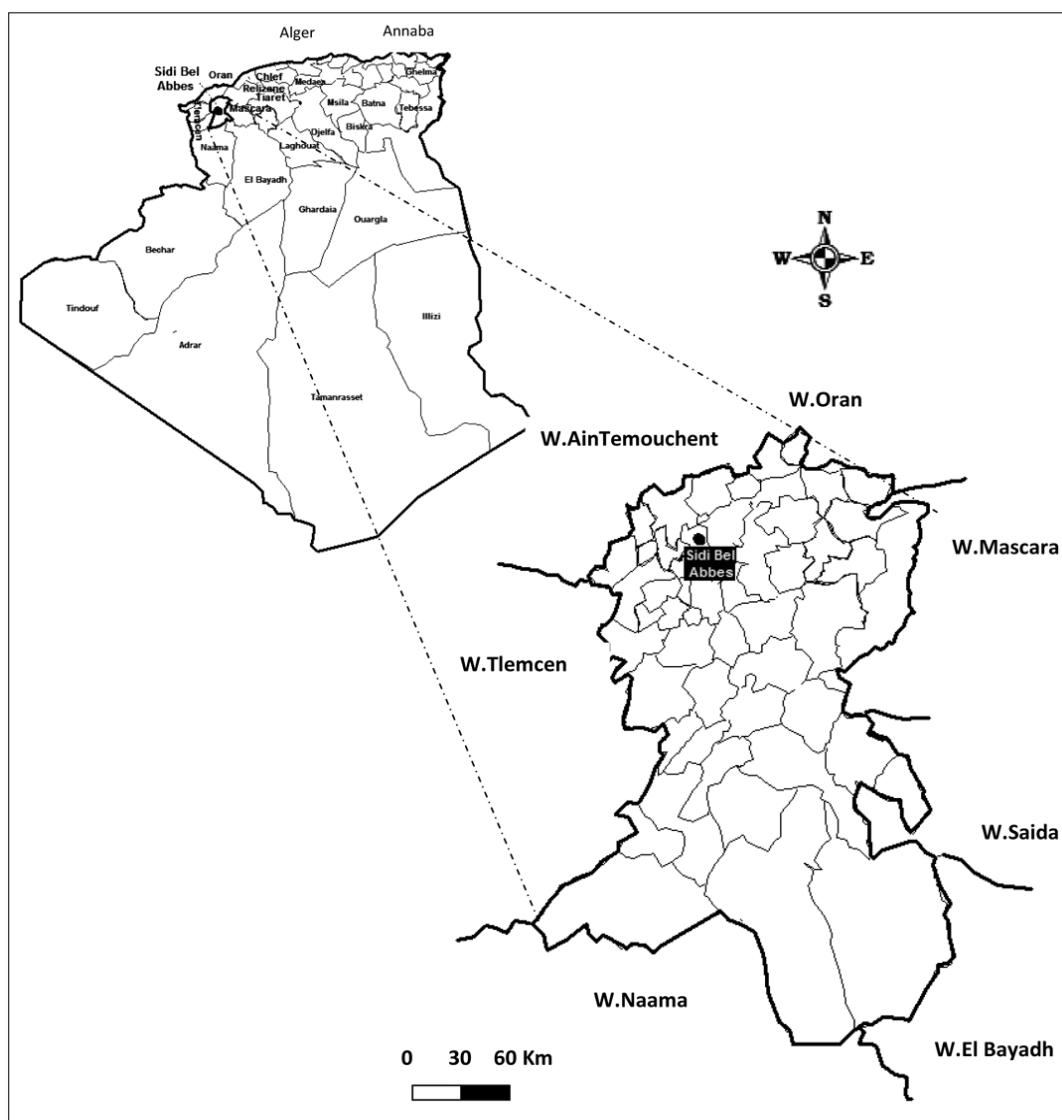 Alger
Annaba
Sidi Bel
Abbes
Oran
Chlef
Relizane
Tiaret
Mascara
Medaea
Ghelma
Msila
Batna
Tebessa
Biskra
Djelfa
Laghouat
Tlemcen
Naama
El Bayadh
Ghardaia
Ouargla
Bechar
Tindouf
Adrar
Illizi
Tamanrasset
N
W E
S
W.Oran
W.AinTemouchent
Sidi Bel
Abbes
W.Mascara
W.Tlemcen
W.Saida
W.Naama
W.El Bayadh
0 30 60 Km